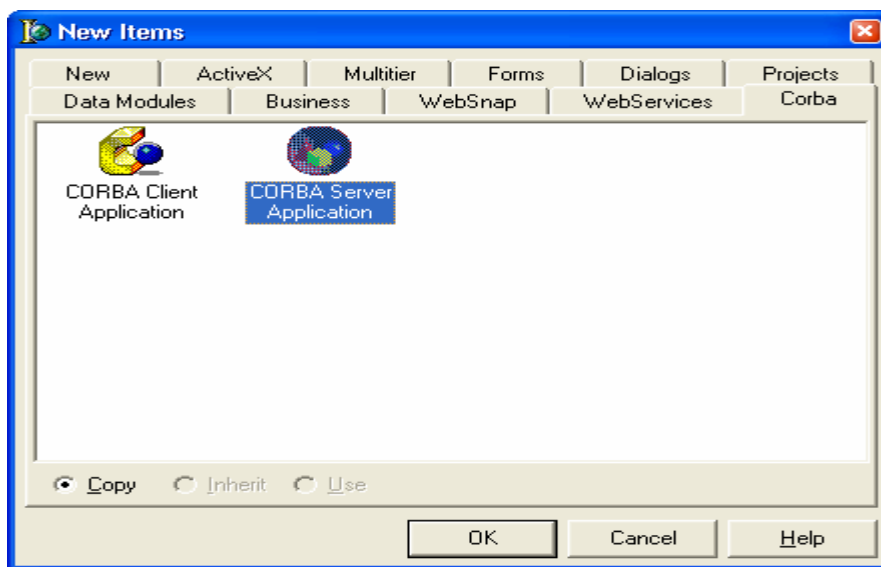 New Items
New ActiveX Multitier Forms Dialogs Projects
Data Modules Business WebSnap WebServices Corba
CORBA Client CORBA Server
Application Application
Copy Inherit Use
OK Cancel Help